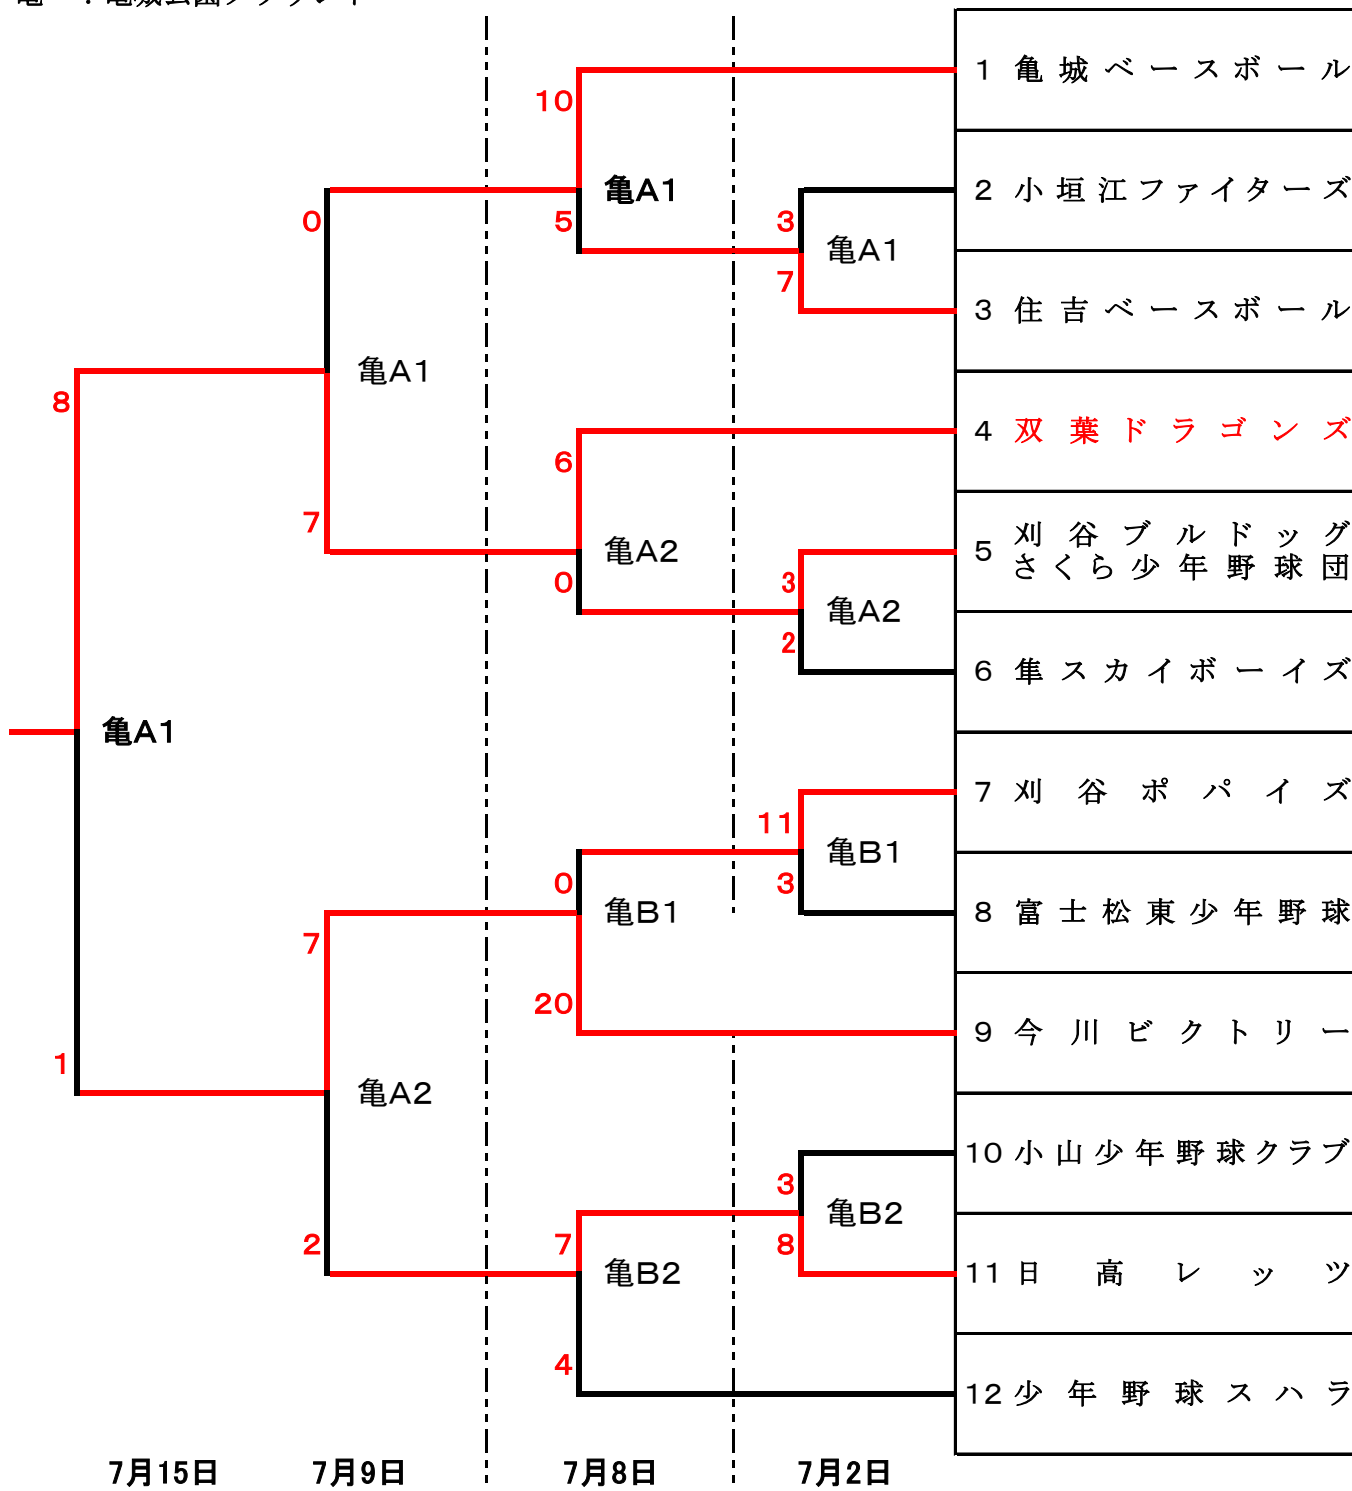 1 亀城ベースボール
10
亀A1
2 小垣江ファイターズ
0
5
3
亀A1
7
3 住吉ベースボール
亀A1
8
4 双葉ドラゴンズ
6
7
亀A2
5 刈谷ブルドッグ
さくら少年野球団
0
3
亀A2
2
6 隼スカイボーイズ
亀A1
7 刈谷ポパイズ
11
亀B1
0
3
亀B1
8 富士松東少年野球
7
20
9 今川ビクトリー
1
亀A2
10 小山少年野球クラブ
3
亀B2
2
7
8
亀B2
11 日高レッツ
4
12 少年野球スハラ
7月15日 7月9日 7月8日 7月2日